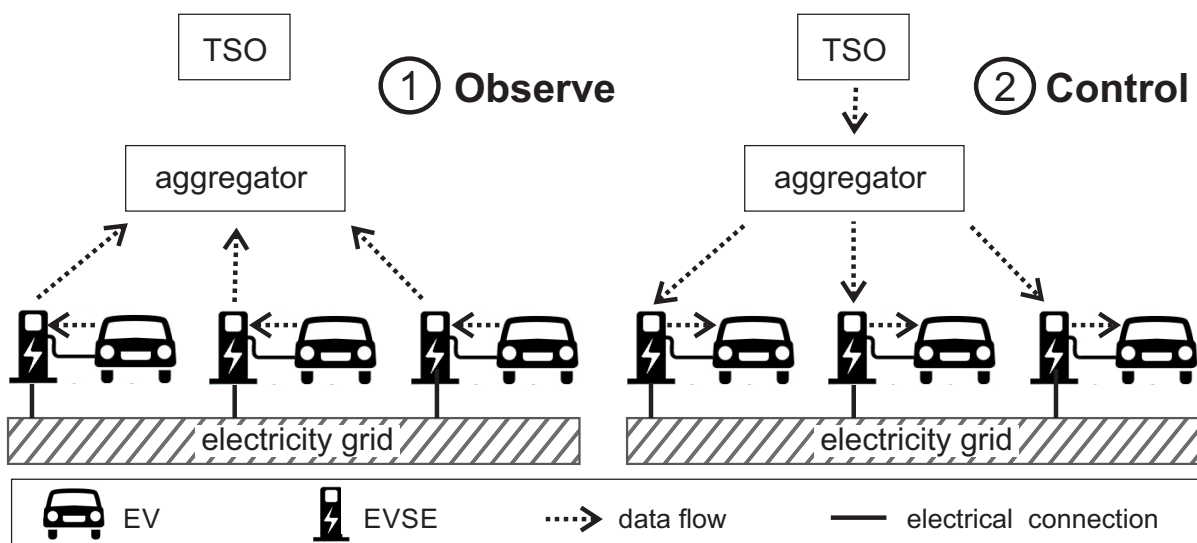 TSO
1 Observe
aggregator
electricity grid
TSO
2 Control
aggregator
electricity grid
EV
EVSE
data flow
electrical connection